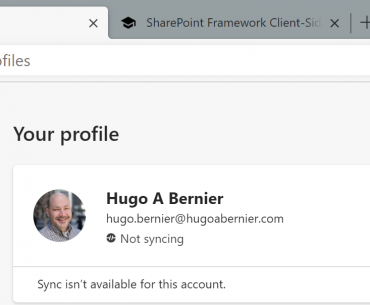 SharePoint Framework Client-Sid
ofiles
Your profile
Hugo A Bernier
hugo.bernier@hugoabernier.com
Not syncing
Sync isn't available for this account.